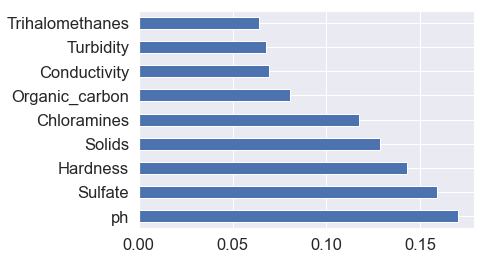 Trihalomethanes
Turbidity
Conductivity
Organic_carbon
Chloramines
Solids
Hardness
Sulfate
ph
0.00 0.05 0.10 0.15